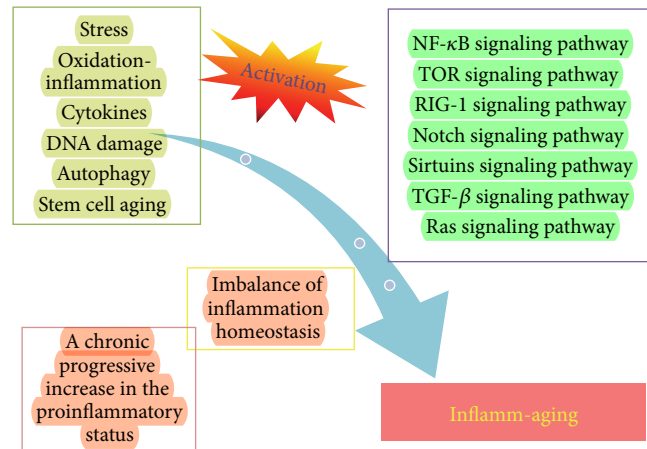 Stress
Oxidation-
inflammation
Cytokines
DNA damage
Autophagy
Stem cell aging
Activation
NF-κB signaling pathway
TOR signaling pathway
RIG-1 signaling pathway
Notch signaling pathway
Sirtuins signaling pathway
TGF-β signaling pathway
Ras signaling pathway
Imbalance of
inflammation
homeostasis
A chronic
progressive
increase in the
proinflammatory
status
Inflamm-aging